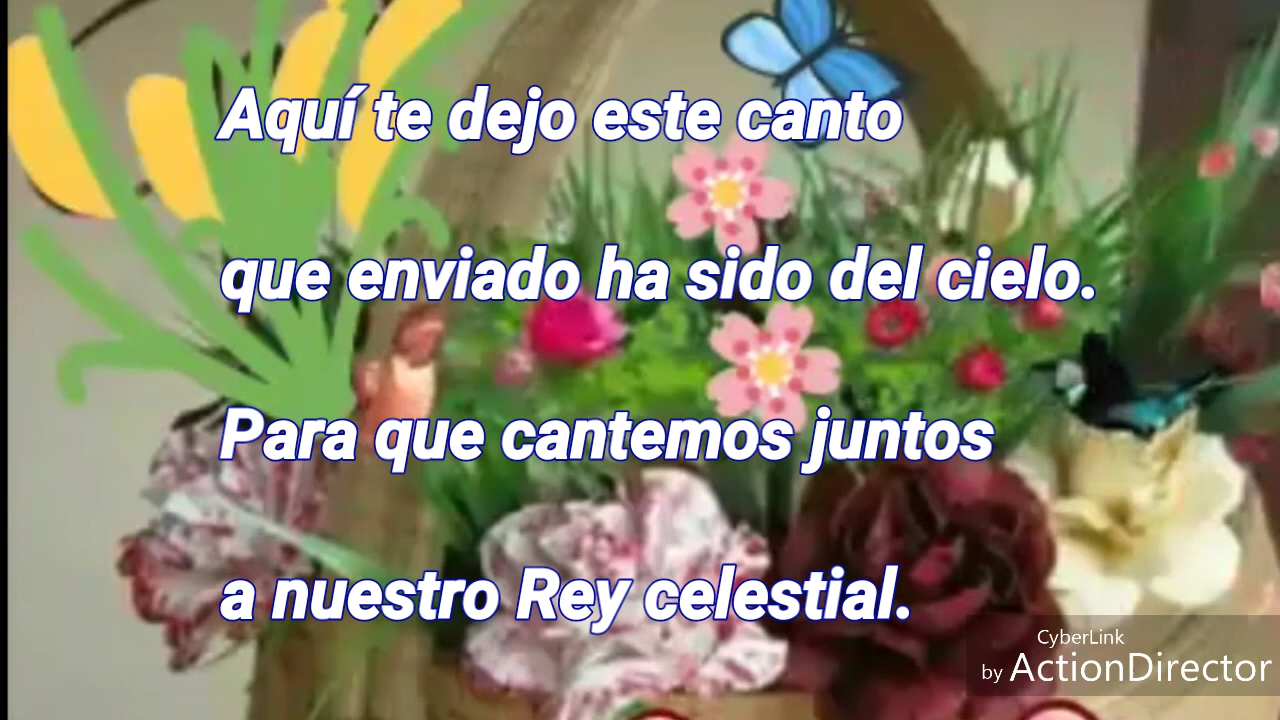 Aquí te dejo este canto
que enviado ha sido del cielo.
Para que cantemos juntos
a nuestro Rey celestial.
CyberLink
by ActionDirector